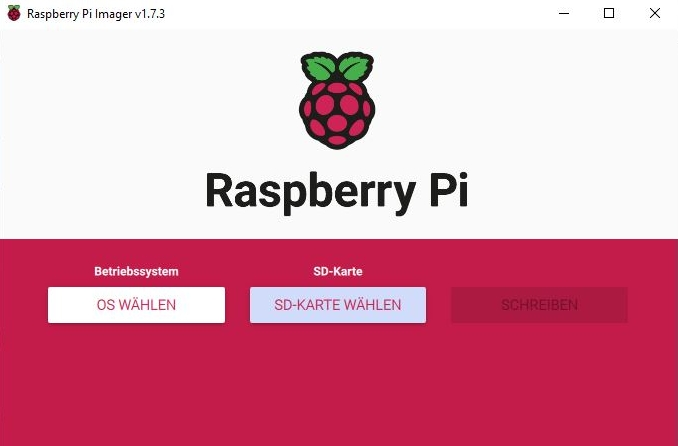 Raspberry Pi Imager v1.7.3
Raspberry Pi
Betriebssystem
SD-Karte
OS WÄHLEN
SD-KARTE WÄHLEN
SCHREIBEN